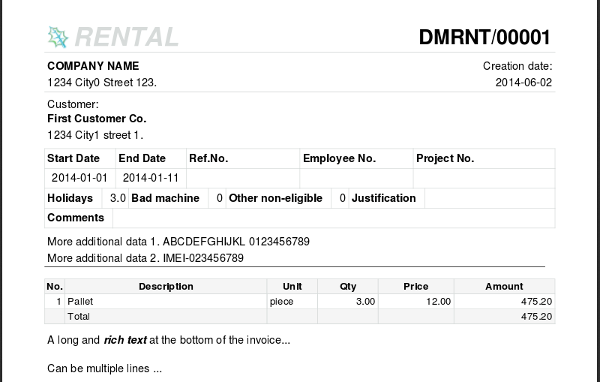 RENTAL DMRNT/00001
COMPANY NAME Creation date:
1234 City0 Street 123. 2014-06-02
Customer:
First Customer Co.
1234 City1 street 1.
Start Date End Date Ref.No. Employee No. Project No.
2014-01-01 2014-01-11
Holidays 3.0 Bad machine 0 Other non-eligible 0 Justification
Comments
More additional data 1. ABCDEFGHIJKL 0123456789
More additional data 2. IMEI-023456789
No. Description Unit Qty Price Amount
1 Pallet piece 3.00 12.00 475.20
Total 475.20
A long and rich text at the bottom of the invoice...
Can be multiple lines ...